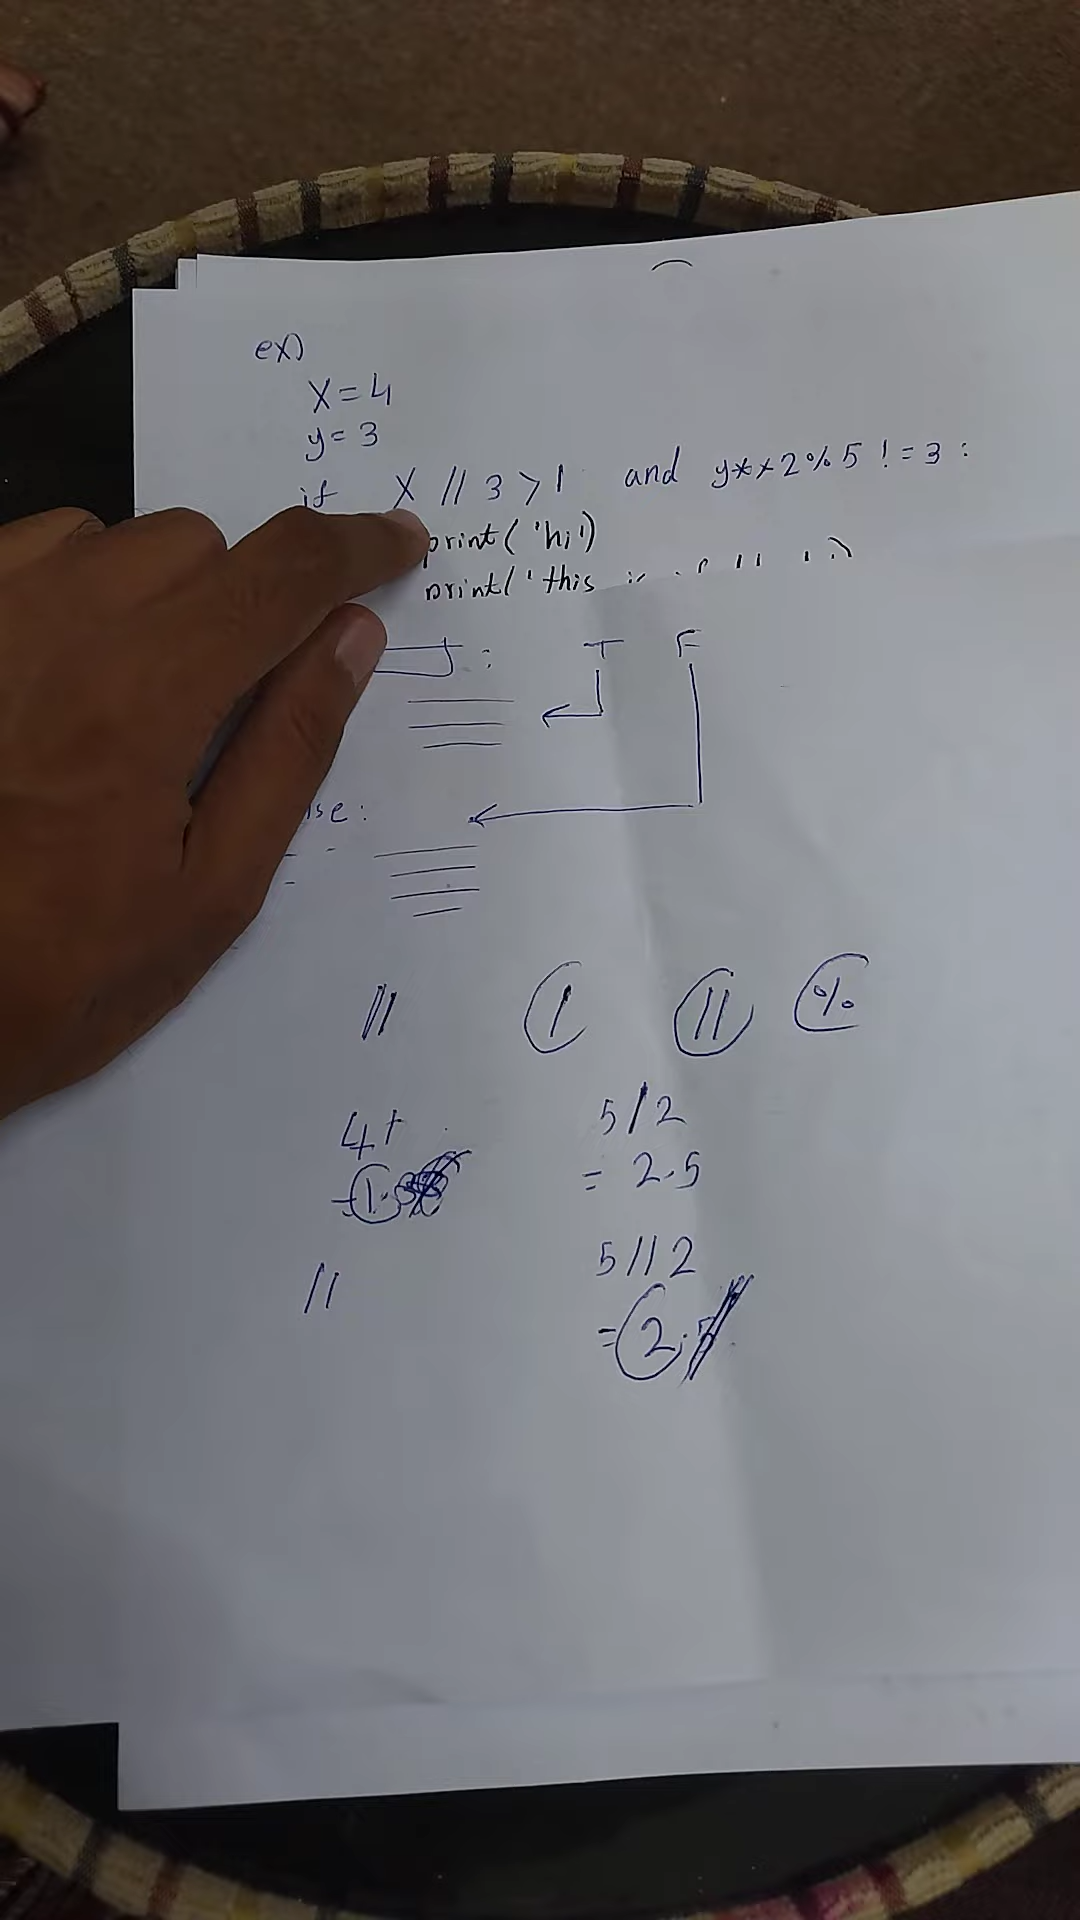 ex)
X = 4
y = 3
if X // 3 > 1 and y**2%5 != 3 :
print('hi')
print('this
: T F
se:
// / // %
4+ 5/2
= 1. = 2.5
// 5//2
= 2.